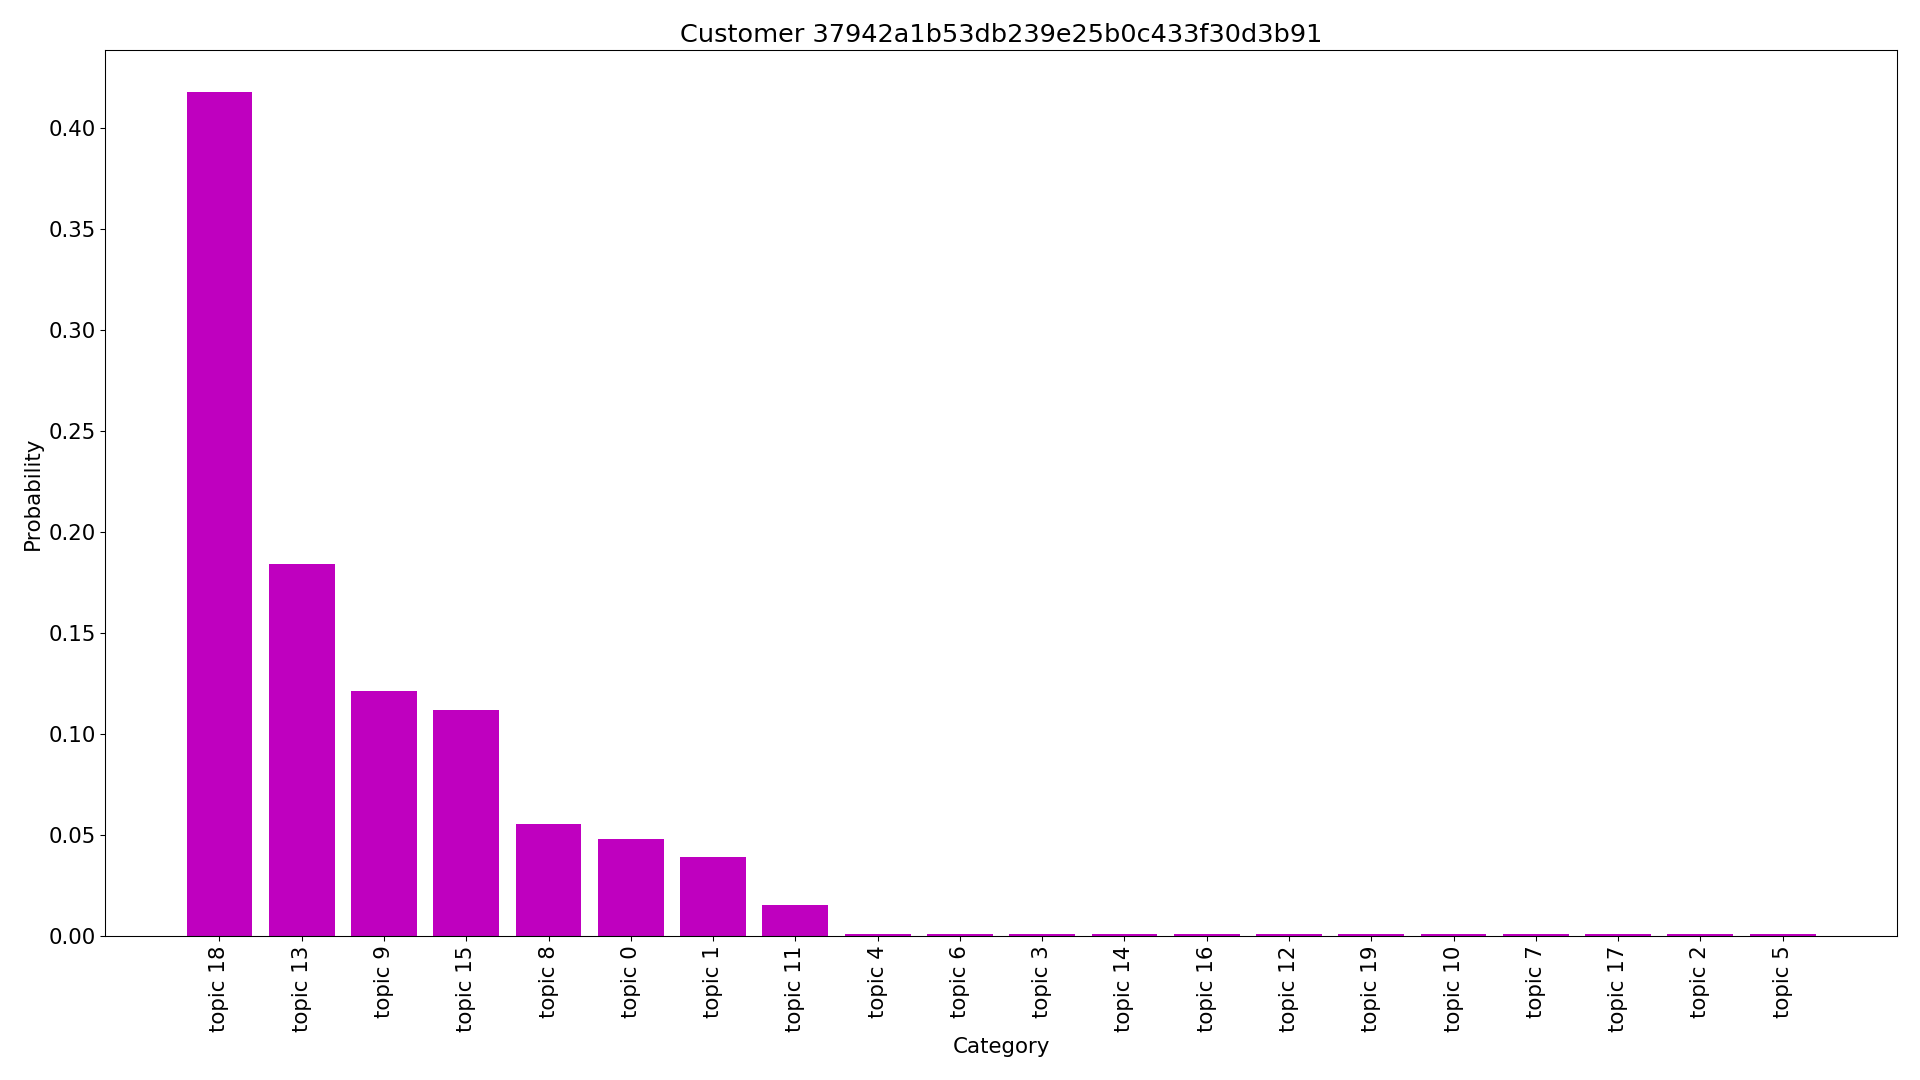 Customer 37942a1b53db239e25b0c433f30d3b91
Probability
0.40
0.35
0.30
0.25
0.20
0.15
0.10
0.05
0.00
topic 18
topic 13
topic 9
topic 15
topic 8
topic 0
topic 1
topic 11
topic 4
topic 6
topic 3
topic 14
topic 16
topic 12
topic 19
topic 10
topic 7
topic 17
topic 2
topic 5
Category